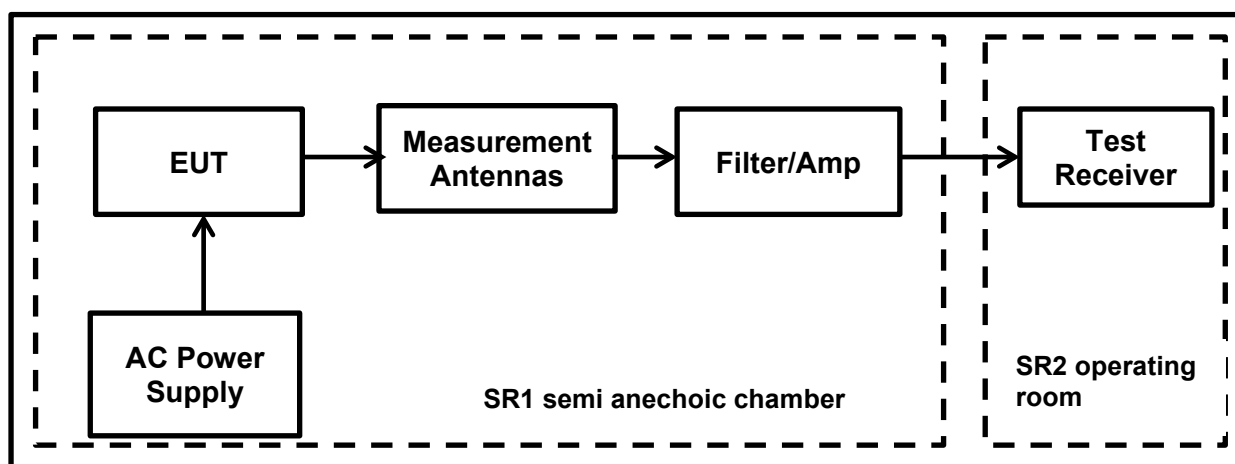 EUT
Measurement
Antennas
Filter/Amp
Test
Receiver
AC Power
Supply
SR1 semi anechoic chamber
SR2 operating
room